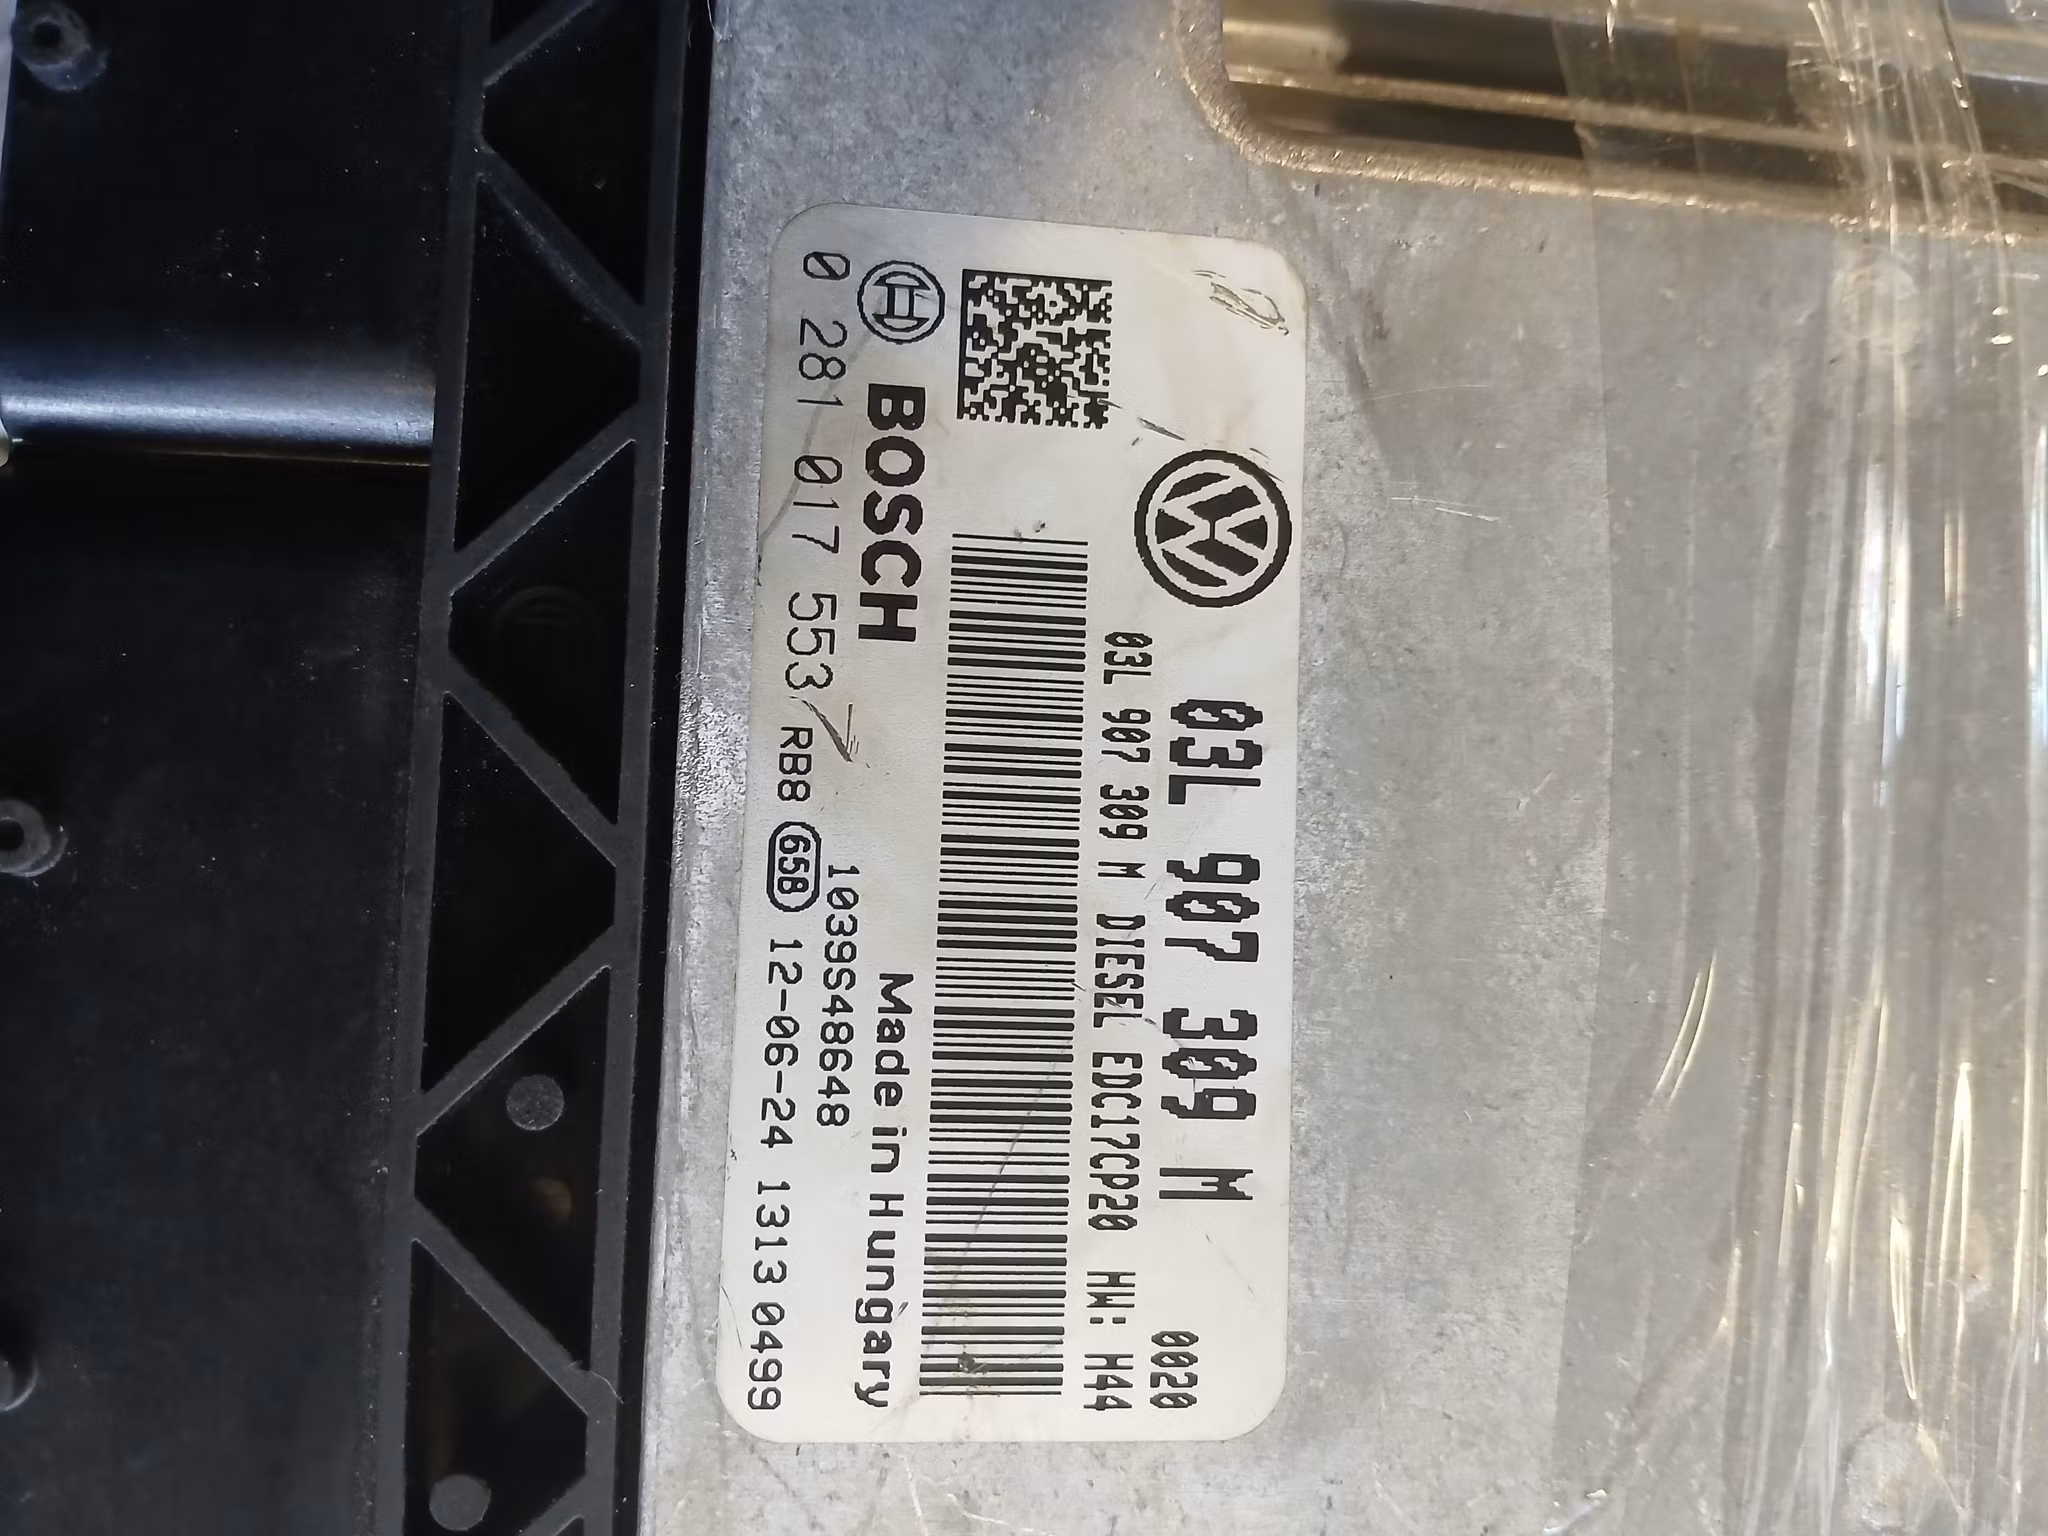 03L 907 309 M
0020
03L 907 309 M DIESEL EDC17CP20 HW: H44
BOSCH
Made in Hungary
1039S48648
0 281 017 553 RB8 65B 12-06-24 1313 0499